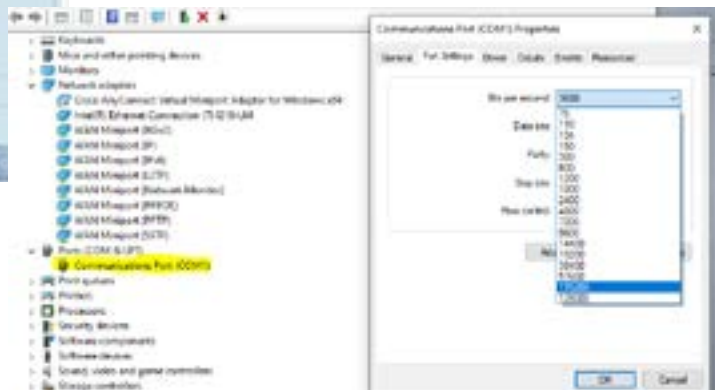 Keyboards
Mice and other pointing devices
Monitors
Network adapters
Cisco AnyConnect Virtual Miniport Adapter for Windows x64
Intel(R) Ethernet Connection
WAN Miniport (IKEv2)
WAN Miniport (IP)
WAN Miniport (IPv6)
WAN Miniport (L2TP)
WAN Miniport (Network Monitor)
WAN Miniport (PPPOE)
WAN Miniport (PPTP)
WAN Miniport (SSTP)
Ports (COM & LPT)
Communications Port (COM1)
Print queues
Printers
Processors
Security devices
Software components
Software devices
Sound, video and game controllers
Storage controllers
Communications Port (COM1) Properties
General Port Settings Driver Details Events Resources
Bits per second: 9600
Data bits
Parity
Stop bits
Flow control
75
110
134
150
300
600
1200
1800
2400
4800
7200
9600
14400
19200
38400
57600
115200
128000
OK Cancel